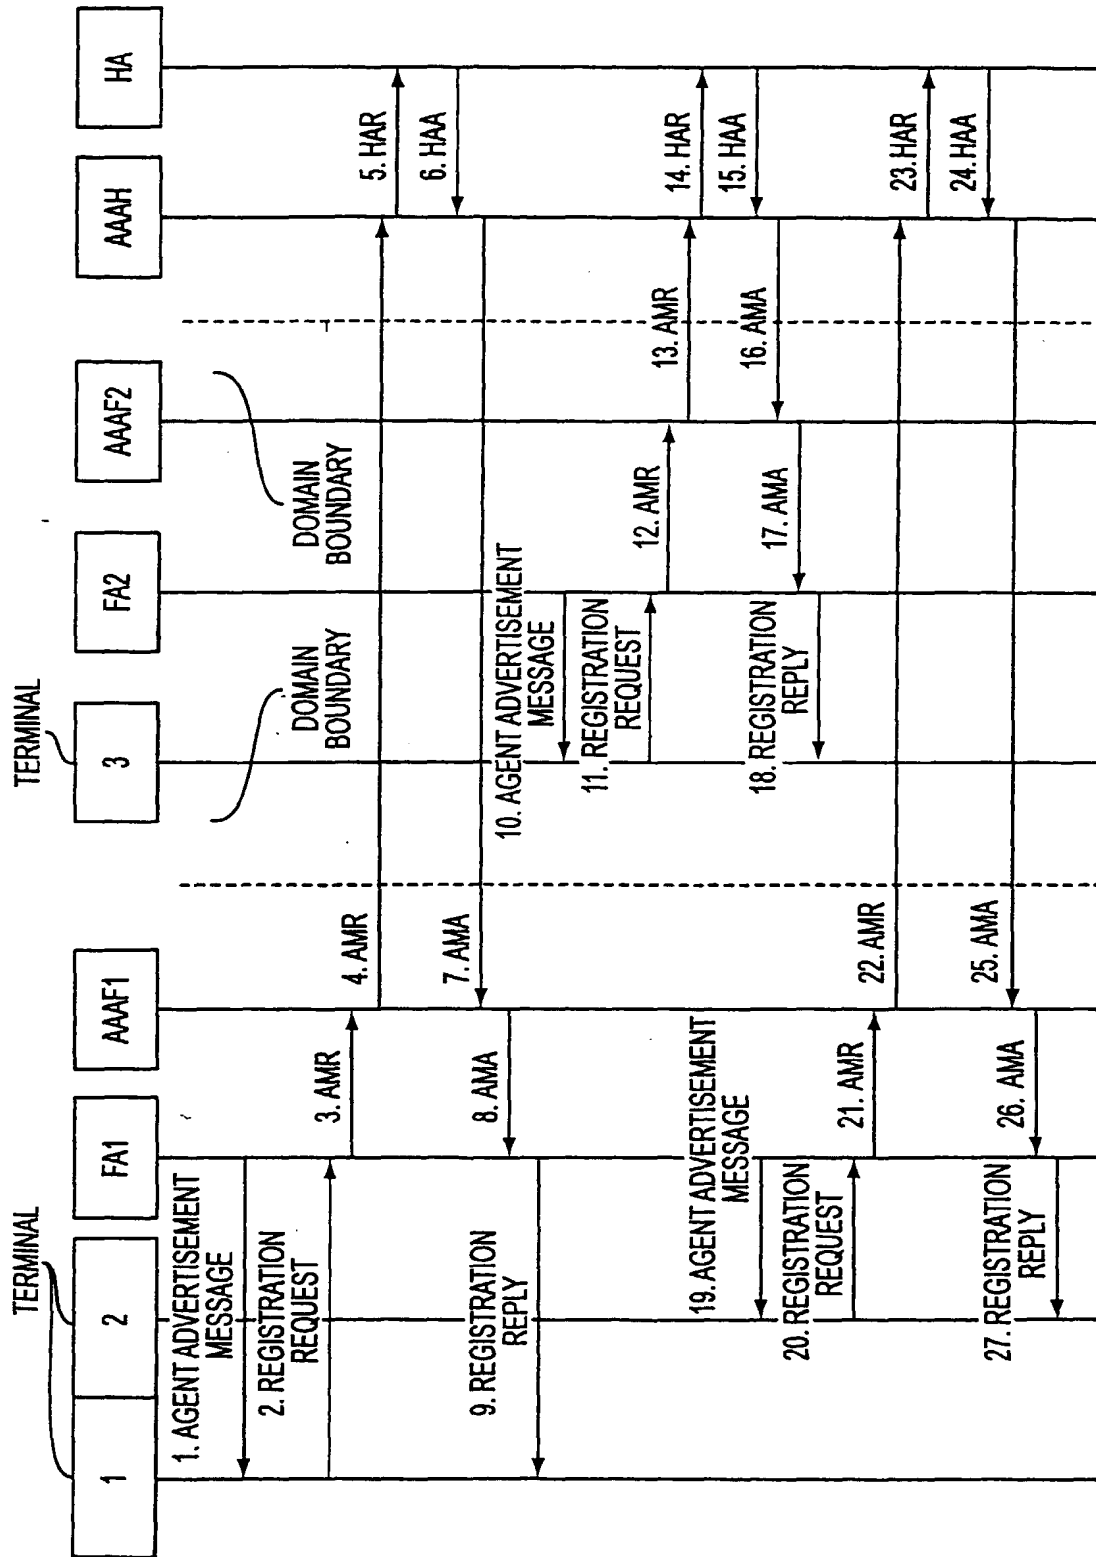 TERMINAL
TERMINAL
1
2
FA1
AAAF1
3
FA2
AAAF2
AAAH
HA
DOMAIN
BOUNDARY
DOMAIN
BOUNDARY
1. AGENT ADVERTISEMENT
MESSAGE
2. REGISTRATION
REQUEST
3. AMR
4. AMR
5. HAR
6. HAA
7. AMA
8. AMA
9. REGISTRATION
REPLY
10. AGENT ADVERTISEMENT
MESSAGE
11. REGISTRATION
REQUEST
12. AMR
13. AMR
14. HAR
15. HAA
16. AMA
17. AMA
18. REGISTRATION
REPLY
19. AGENT ADVERTISEMENT
MESSAGE
20. REGISTRATION
REQUEST
21. AMR
22. AMR
23. HAR
24. HAA
25. AMA
26. AMA
27. REGISTRATION
REPLY